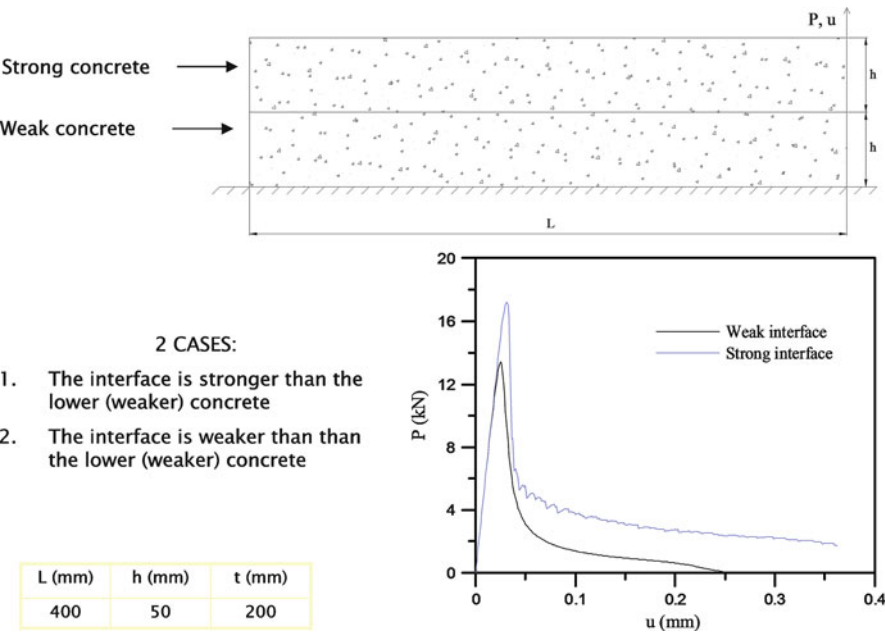 P, u
Strong concrete
h
Weak concrete
h
L
2 CASES:
1. The interface is stronger than the
lower (weaker) concrete
2. The interface is weaker than than
the lower (weaker) concrete
L (mm) h (mm) t (mm)
400 50 200
20
16
12
8
4
0
P (kN)
Weak interface
Strong interface
0 0.1 0.2 0.3 0.4
u (mm)